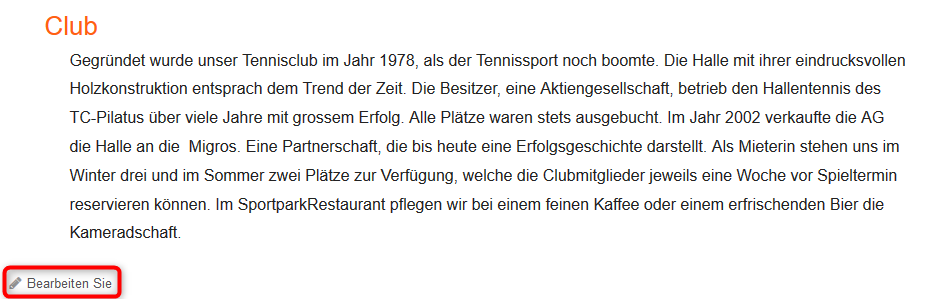 Club
Gegründet wurde unser Tennisclub im Jahr 1978, als der Tennissport noch boomte. Die Halle mit ihrer eindrucksvollen
Holzkonstruktion entsprach dem Trend der Zeit. Die Besitzer, eine Aktiengesellschaft, betrieb den Hallentennis des
TC-Pilatus über viele Jahre mit grossem Erfolg. Alle Plätze waren stets ausgebucht. Im Jahr 2002 verkaufte die AG
die Halle an die  Migros. Eine Partnerschaft, die bis heute eine Erfolgsgeschichte darstellt. Als Mieterin stehen uns im
Winter drei und im Sommer zwei Plätze zur Verfügung, welche die Clubmitglieder jeweils eine Woche vor Spieltermin
reservieren können. Im SportparkRestaurant pflegen wir bei einem feinen Kaffee oder einem erfrischenden Bier die
Kameradschaft.
Bearbeiten Sie